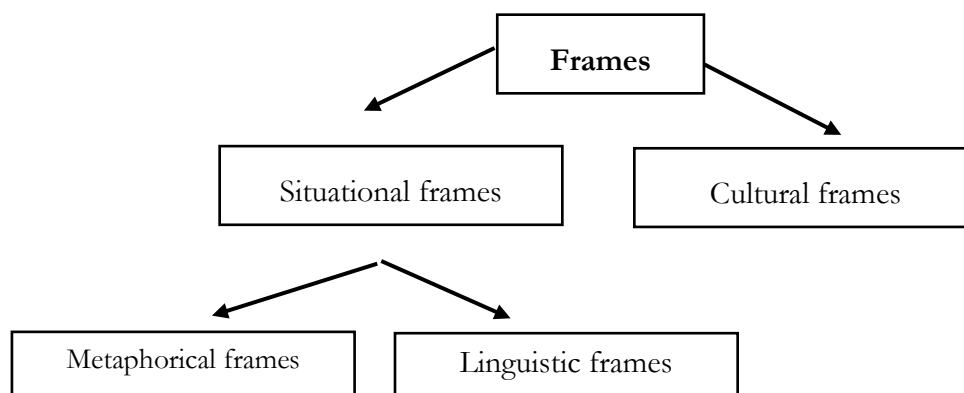 Frames
Situational frames
Cultural frames
Metaphorical frames
Linguistic frames